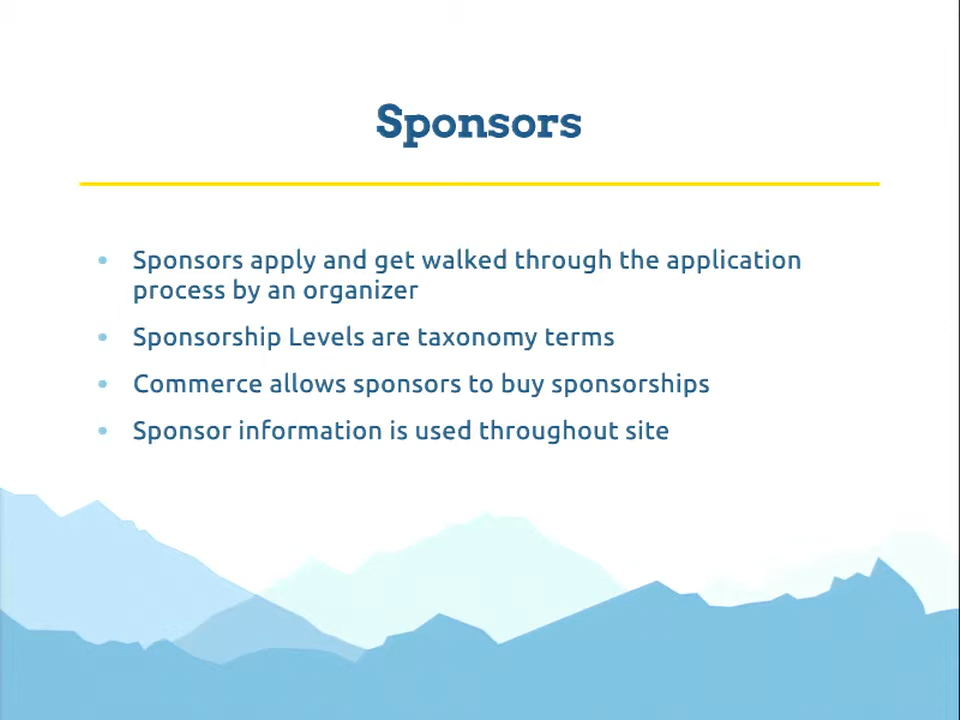 Sponsors
• Sponsors apply and get walked through the application
process by an organizer
• Sponsorship Levels are taxonomy terms
• Commerce allows sponsors to buy sponsorships
• Sponsor information is used throughout site